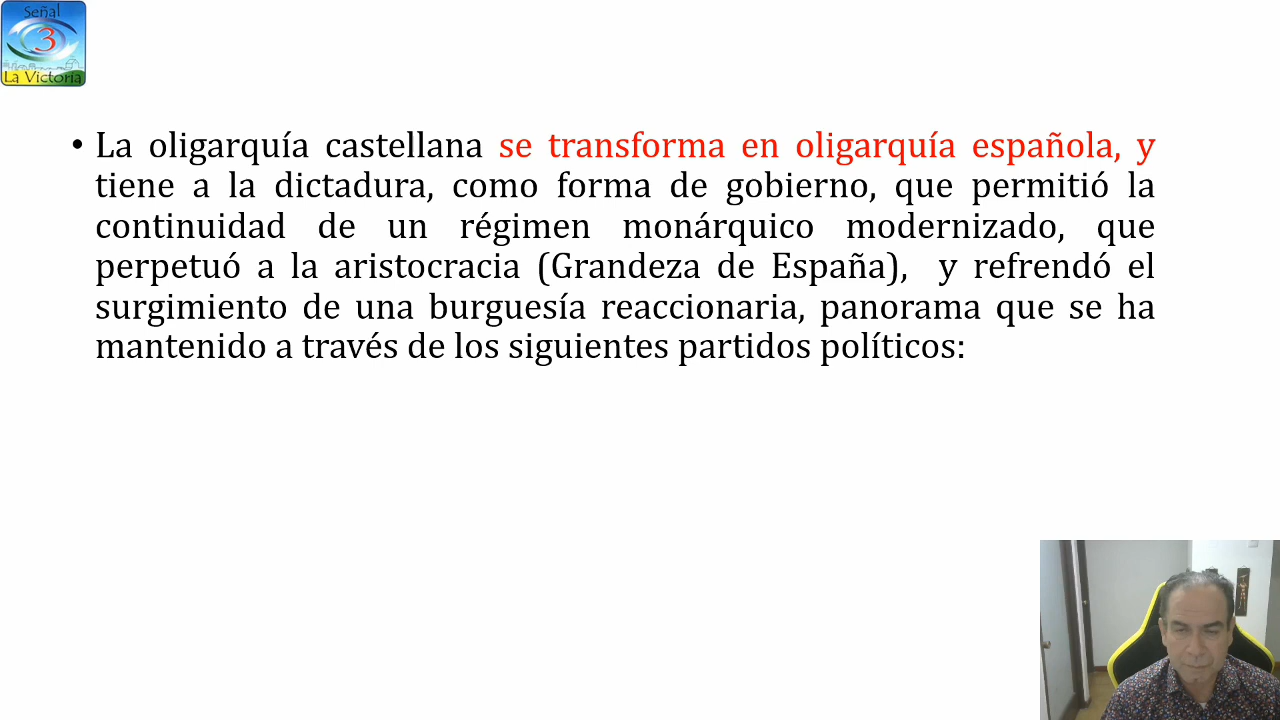 Señal
3
La Victoria
• La oligarquía castellana se transforma en oligarquía española, y
tiene a la dictadura, como forma de gobierno, que permitió la
continuidad de un régimen monárquico modernizado, que
perpetuó a la aristocracia (Grandeza de España), y refrendó el
surgimiento de una burguesía reaccionaria, panorama que se ha
mantenido a través de los siguientes partidos políticos: